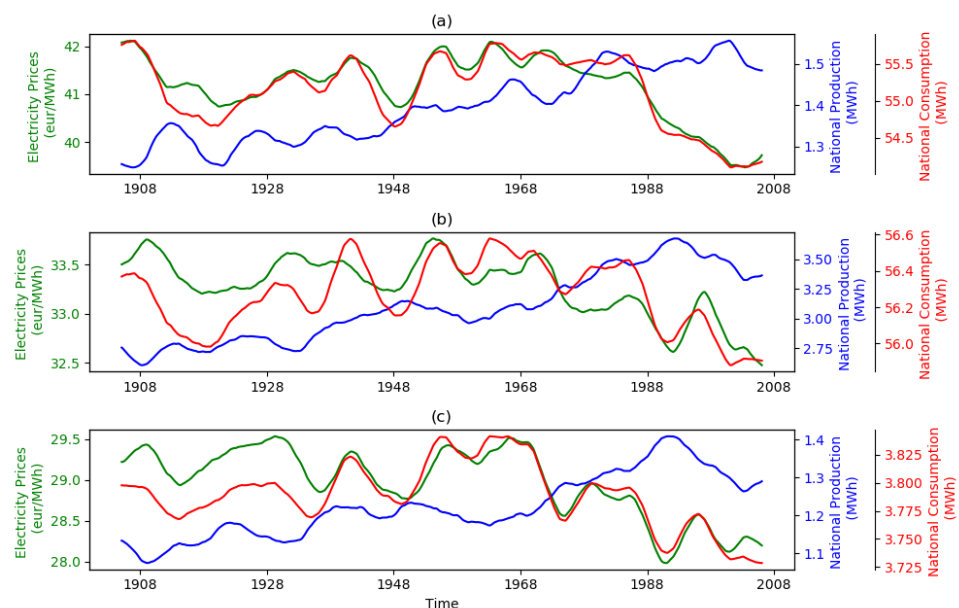 (a)
Electricity Prices
(eur/MWh)
42
41
40
1.5
1.4
1.3
National Production
(MWh)
55.5
55.0
54.5
National Consumption
(MWh)
1908 1928 1948 1968 1988 2008
(b)
Electricity Prices
(eur/MWh)
33.5
33.0
32.5
3.50
3.25
3.00
2.75
National Production
(MWh)
56.6
56.4
56.2
56.0
National Consumption
(MWh)
1908 1928 1948 1968 1988 2008
(c)
Electricity Prices
(eur/MWh)
29.5
29.0
28.5
28.0
1.4
1.3
1.2
1.1
National Production
(MWh)
3.825
3.800
3.775
3.750
3.725
National Consumption
(MWh)
1908 1928 1948 1968 1988 2008
Time